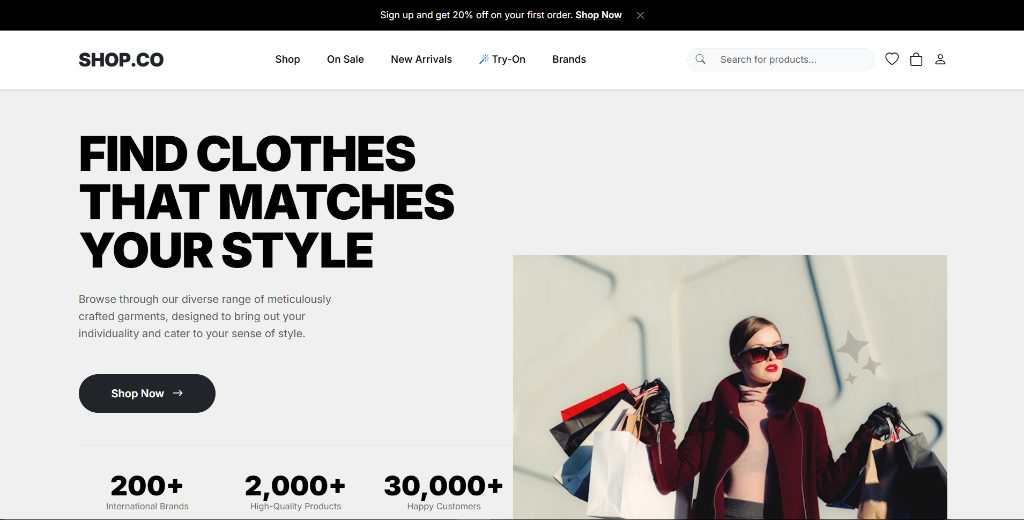 Sign up and get 20% off on your first order. Shop Now
SHOP.CO
Shop
On Sale
New Arrivals
Try-On
Brands
Search for products...
FIND CLOTHES
THAT MATCHES
YOUR STYLE
Browse through our diverse range of meticulously
crafted garments, designed to bring out your
individuality and cater to your sense of style.
Shop Now →
200+
International Brands
2,000+
High-Quality Products
30,000+
Happy Customers